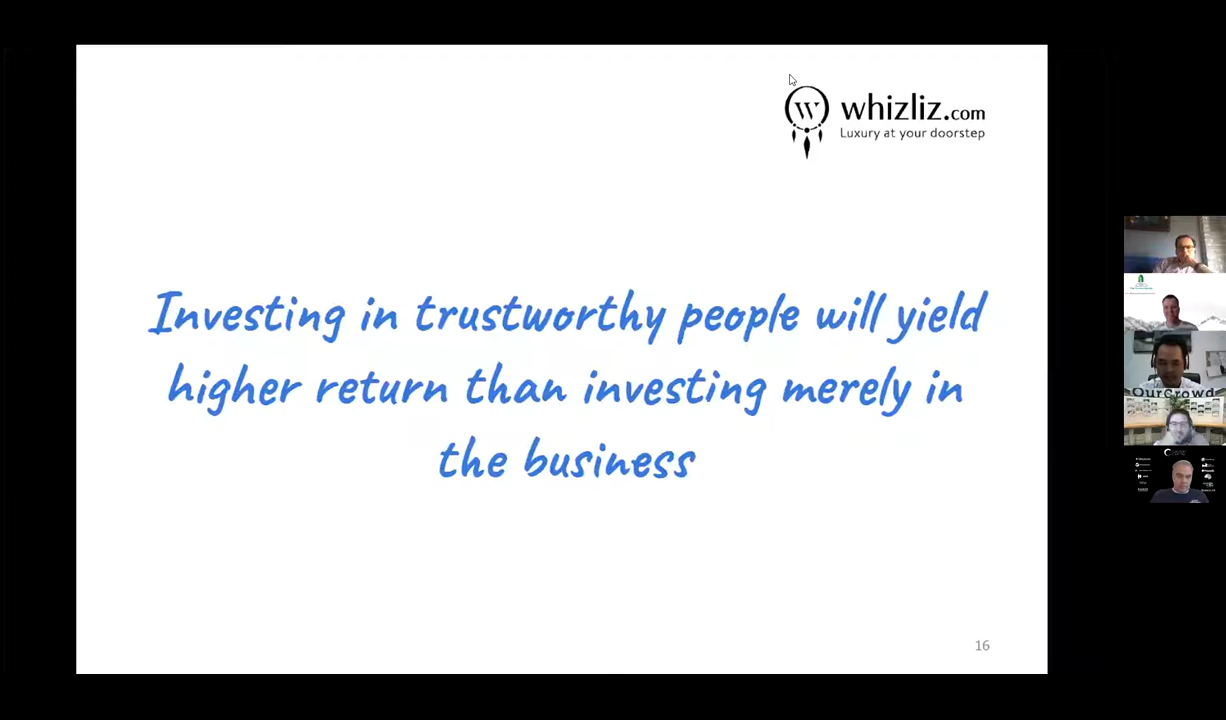 whizliz.com
Luxury at your doorstep
Investing in trustworthy people will yield
higher return than investing merely in
the business
16
OurCrowd